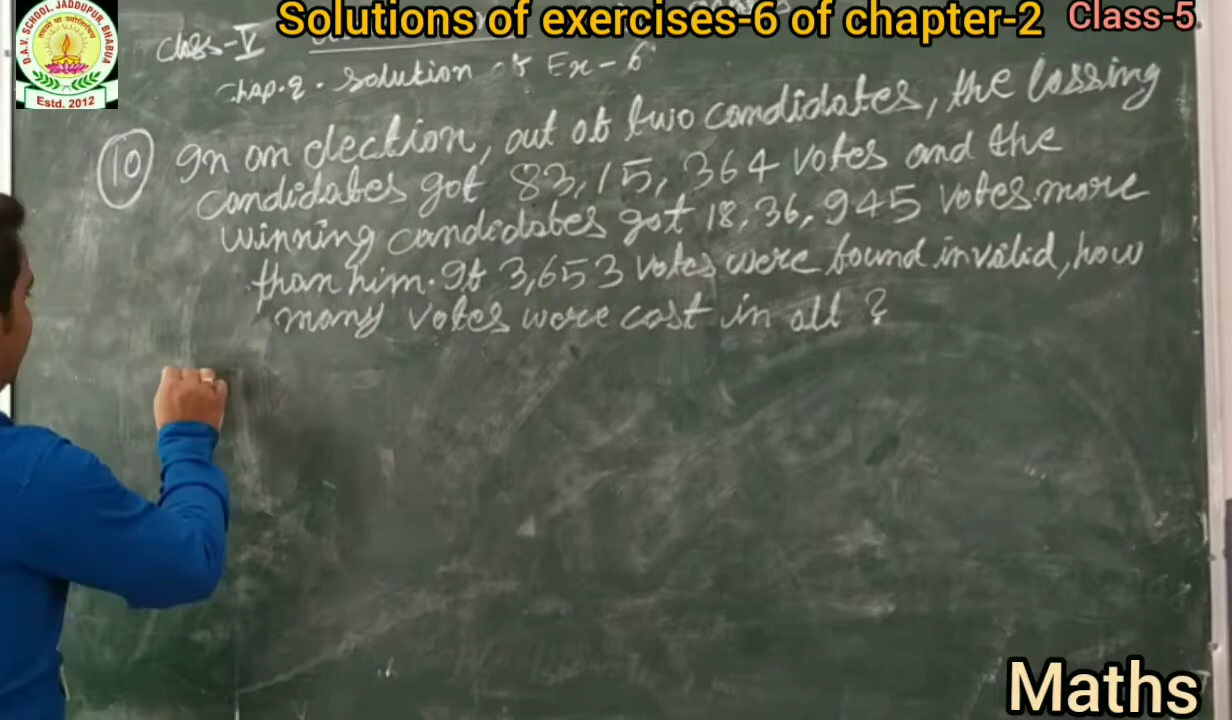 Solutions of exercises-6 of chapter-2 Class-5
D.A.V. SCHOOL, JADDUPUR, BHABUA
Estd. 2012
Class-V
Chap.2. Solution of Ex-6
10 In an election, out of two candidates, the lossing
candidates got 83,15,364 votes and the
winning candidates got 18,36,945 votes more
than him. If 3,653 votes were found invalid, how
many votes were cast in all ?
Maths